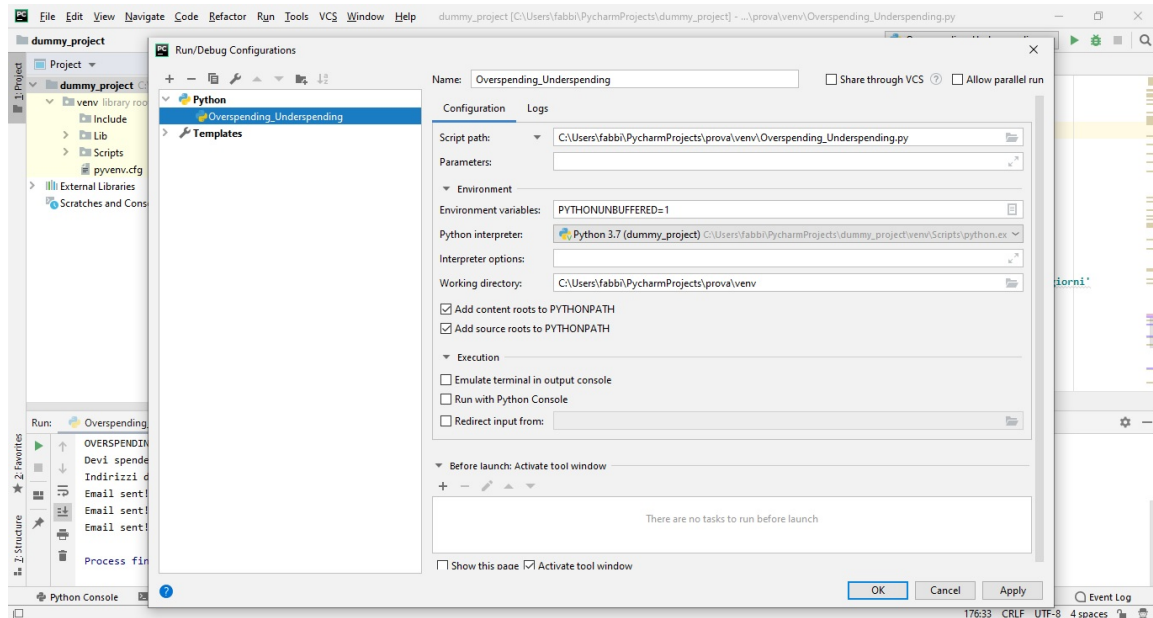 PC File Edit View Navigate Code Refactor Run Tools VCS Window Help dummy_project [C:\Users\fabbi\PycharmProjects\dummy_project] - ...\prova\venv\Overspending_Underspending.py
dummy_project
Project
1: Project
dummy_project
venv library roo
Include
Lib
Scripts
pyvenv.cfg
External Libraries
Scratches and Cons
PC Run/Debug Configurations
Python
Overspending_Underspending
Templates
Name: Overspending_Underspending Share through VCS ? Allow parallel run
Configuration Logs
Script path: C:\Users\fabbi\PycharmProjects\prova\venv\Overspending_Underspending.py
Parameters:
Environment
Environment variables: PYTHONUNBUFFERED=1
Python interpreter: Python 3.7 (dummy_project) C:\Users\fabbi\PycharmProjects\dummy_project\venv\Scripts\python.ex
Interpreter options:
Working directory: C:\Users\fabbi\PycharmProjects\prova\venv
Add content roots to PYTHONPATH
Add source roots to PYTHONPATH
Execution
Emulate terminal in output console
Run with Python Console
Redirect input from:
Before launch: Activate tool window
There are no tasks to run before launch
Show this page Activate tool window
? OK Cancel Apply
giorni'
Run: Overspending
2: Favorites
7: Structure
OVERSPENDIN
Devi spende
Indirizzi d
Email sent!
Email sent!
Email sent!
Process fin
Python Console
Event Log
176:33 CRLF UTF-8 4 spaces